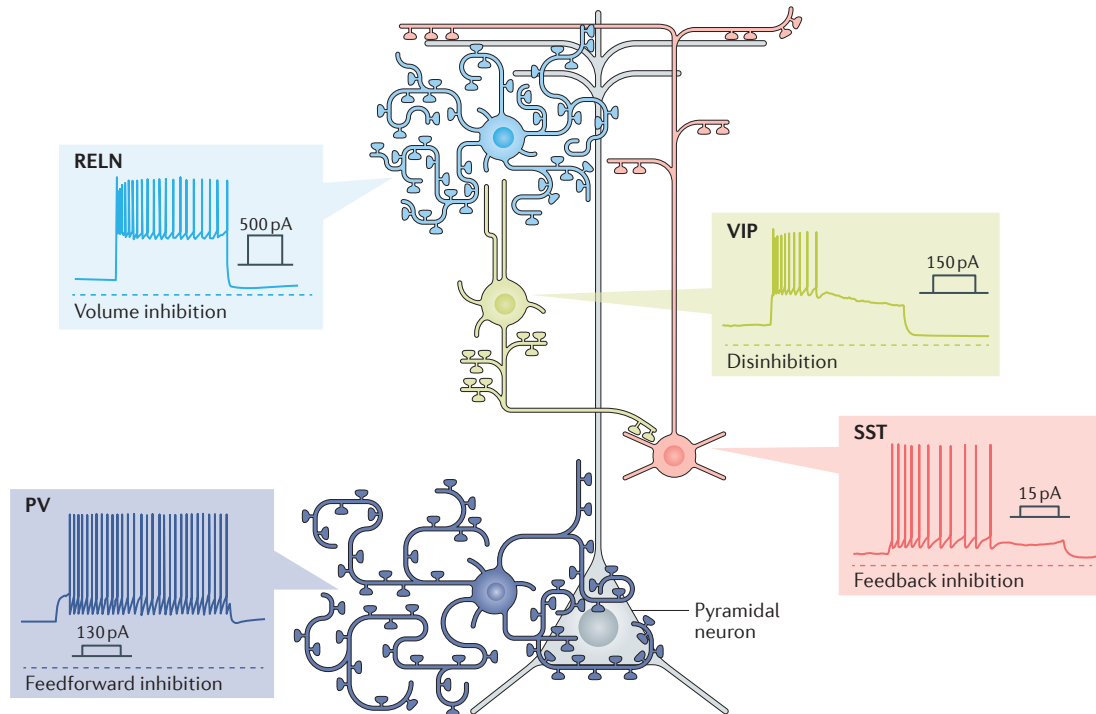 RELN
500 pA
Volume inhibition
VIP
150 pA
Disinhibition
SST
15 pA
Feedback inhibition
PV
130 pA
Feedforward inhibition
Pyramidal
neuron